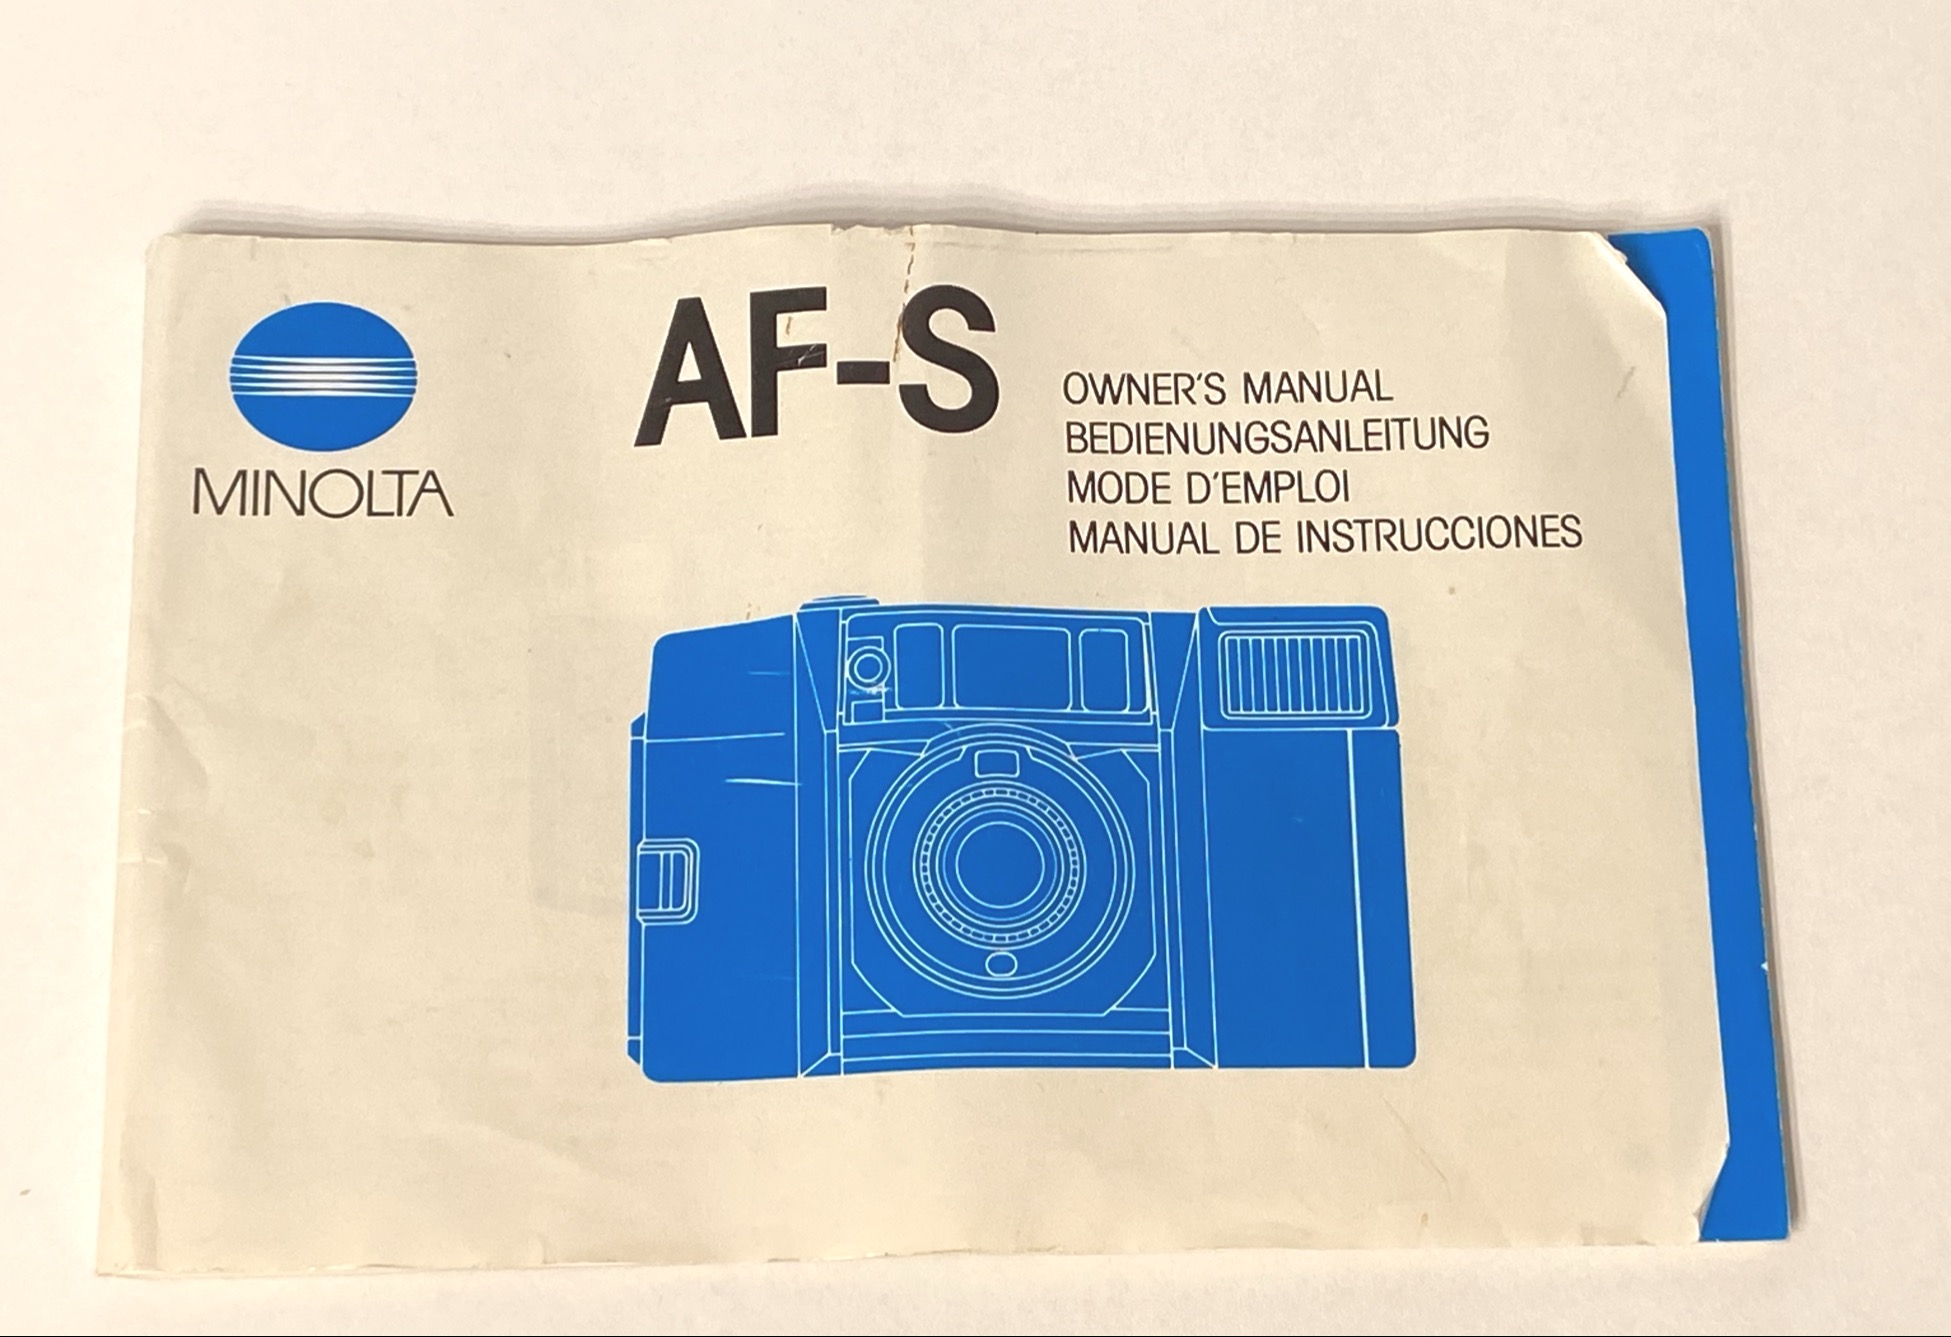 MINOLTA
AF-S
OWNER'S MANUAL
BEDIENUNGSANLEITUNG
MODE D'EMPLOI
MANUAL DE INSTRUCCIONES